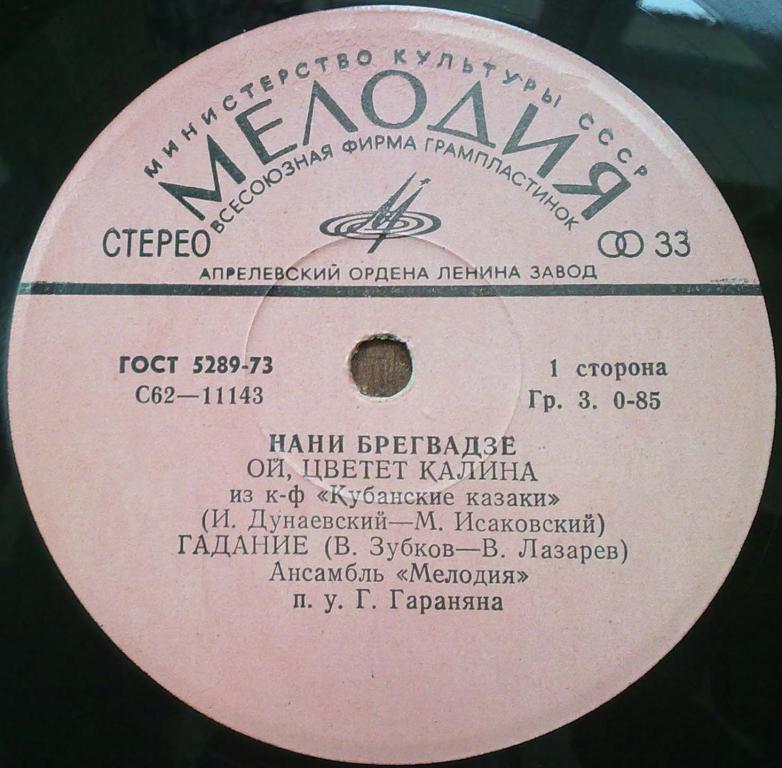 МИНИСТЕРСТВО КУЛЬТУРЫ СССР
МЕЛОДИЯ
ВСЕСОЮЗНАЯ ФИРМА ГРАМПЛАСТИНОК
СТЕРЕО 33
АПРЕЛЕВСКИЙ ОРДЕНА ЛЕНИНА ЗАВОД
ГОСТ 5289-73 1 сторона
С62—11143 Гр. 3. 0-85
НАНИ БРЕГВАДЗЕ
ОЙ, ЦВЕТЕТ КАЛИНА
из к-ф «Кубанские казаки»
(И. Дунаевский—М. Исаковский)
ГАДАНИЕ (В. Зубков—В. Лазарев)
Ансамбль «Мелодия»
п. у. Г. Гараняна